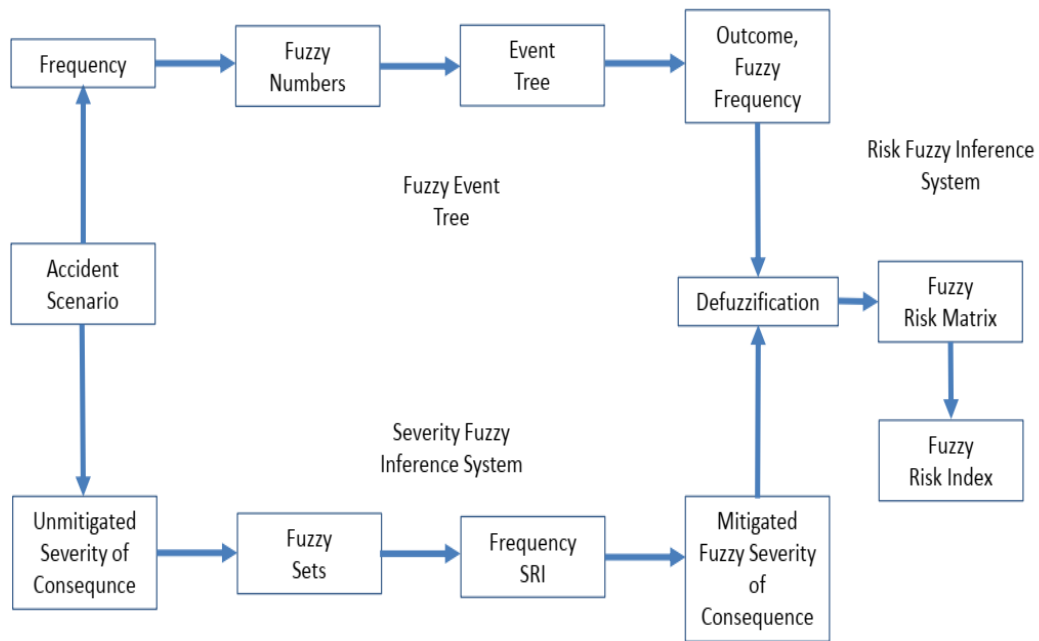 Frequency
Fuzzy
Numbers
Event
Tree
Outcome,
Fuzzy
Frequency
Risk Fuzzy Inference
System
Fuzzy Event
Tree
Accident
Scenario
Defuzzification
Fuzzy
Risk Matrix
Severity Fuzzy
Inference System
Fuzzy
Risk Index
Unmitigated
Severity of
Consequnce
Fuzzy
Sets
Frequency
SRI
Mitigated
Fuzzy Severity
of
Consequence